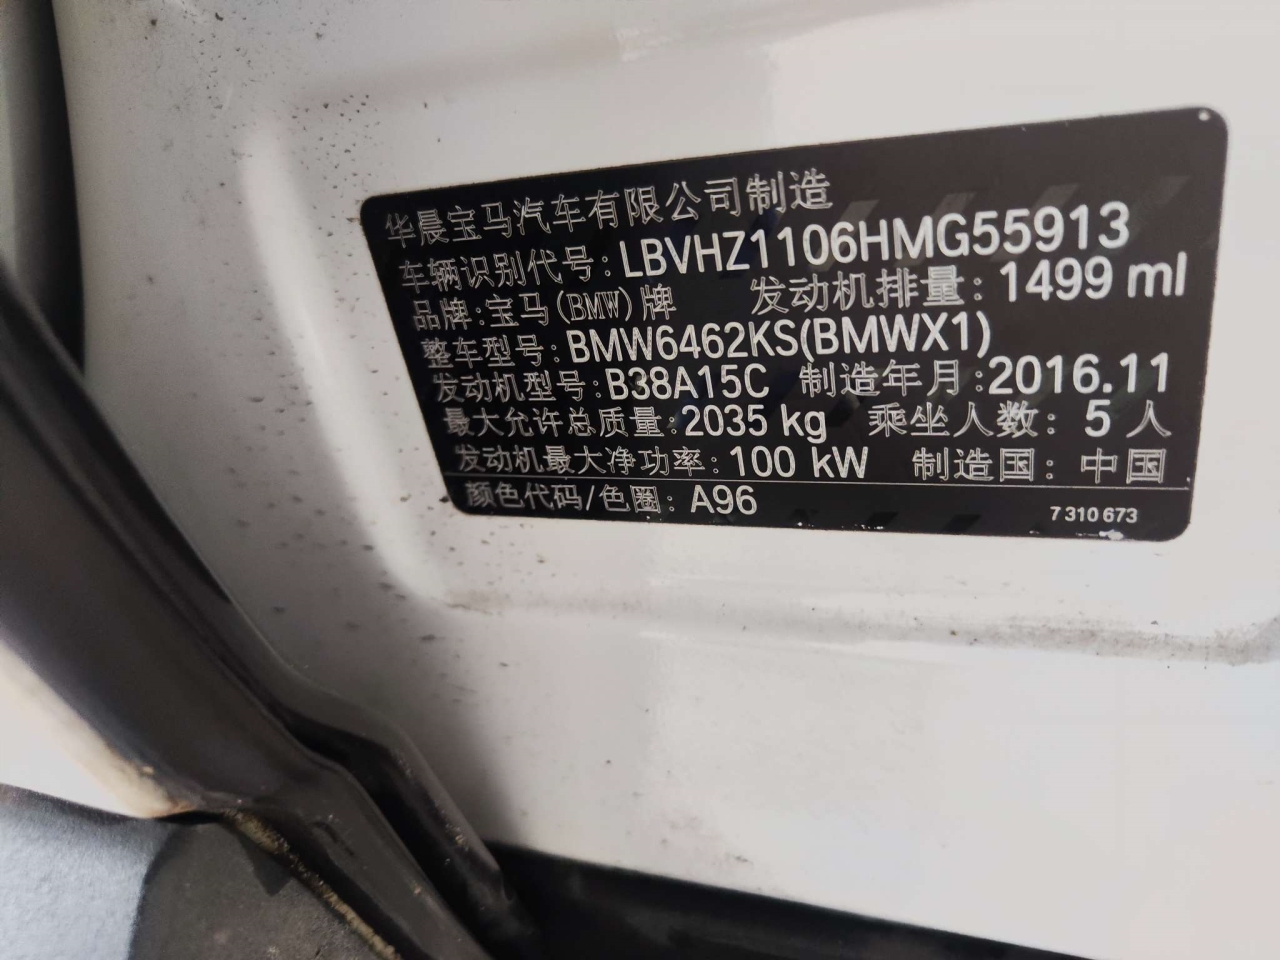 华晨宝马汽车有限公司制造
车辆识别代号: LBVHZ1106HMG55913
品牌: 宝马(BMW)牌 发动机排量: 1499 ml
整车型号: BMW6462KS(BMWX1)
发动机型号: B38A15C 制造年月: 2016.11
最大允许总质量: 2035 kg 乘坐人数: 5 人
发动机最大净功率: 100 kW 制造国: 中国
颜色代码/色圈: A96 7 310 673